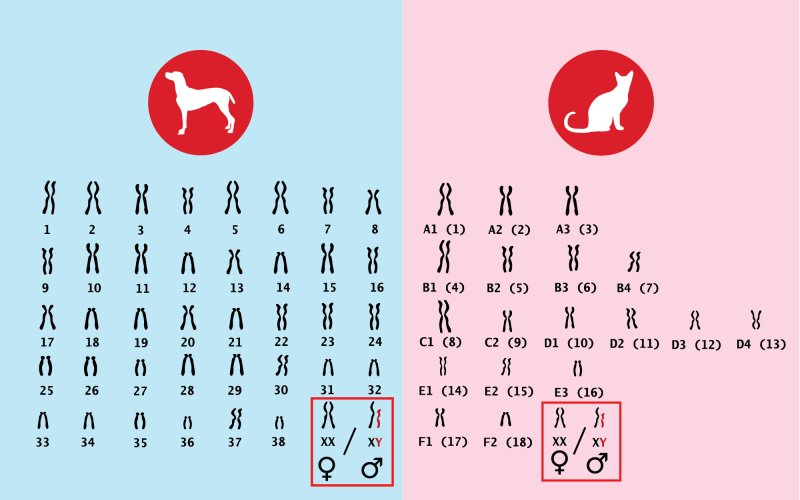 1 2 3 4 5 6 7 8
9 10 11 12 13 14 15 16
17 18 19 20 21 22 23 24
25 26 27 28 29 30 31 32
33 34 35 36 37 38 XX / XY
♀ ♂
A1 (1) A2 (2) A3 (3)
B1 (4) B2 (5) B3 (6) B4 (7)
C1 (8) C2 (9) D1 (10) D2 (11) D3 (12) D4 (13)
E1 (14) E2 (15) E3 (16)
F1 (17) F2 (18) XX / XY
♀ ♂